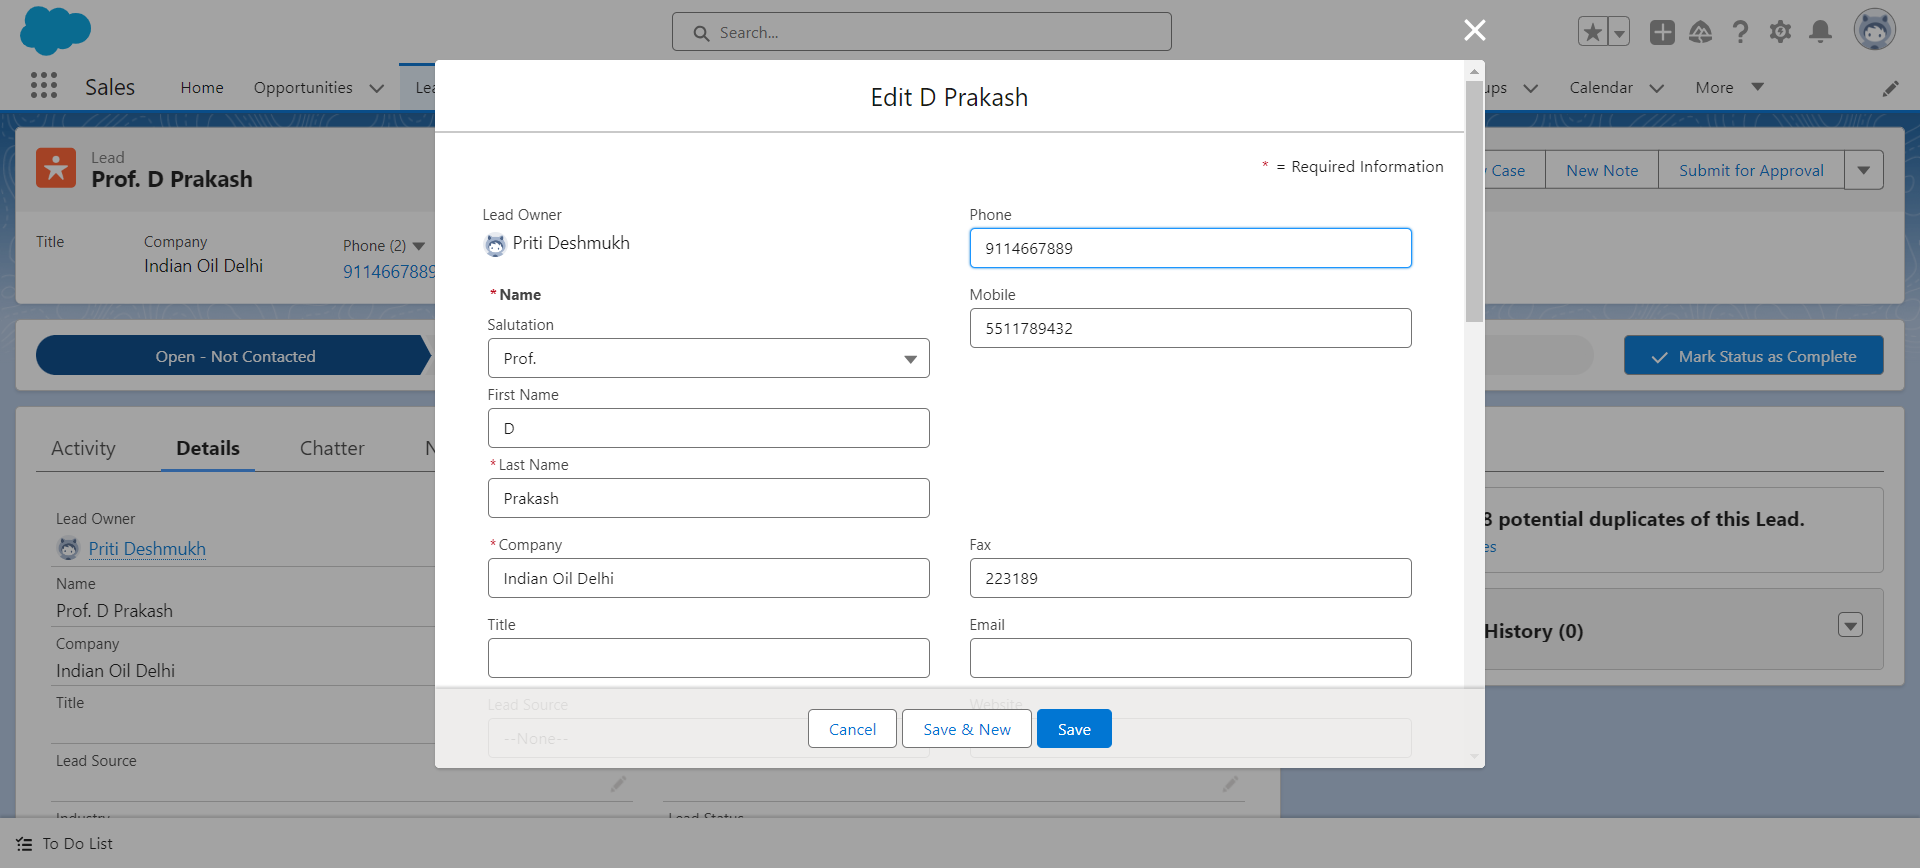 Search...
Sales
Home
Opportunities
Calendar
More
Lead
Prof. D Prakash
New Note
Submit for Approval
Case
Title
Company
Indian Oil Delhi
Phone (2)
9114667889
Open - Not Contacted
Mark Status as Complete
Activity
Details
Chatter
Lead Owner
Priti Deshmukh
Name
Prof. D Prakash
Company
Indian Oil Delhi
Title
Lead Source
Industry
Lead Status
Edit D Prakash
* = Required Information
Lead Owner
Priti Deshmukh
Phone
9114667889
*Name
Mobile
5511789432
Salutation
Prof.
First Name
D
*Last Name
Prakash
*Company
Indian Oil Delhi
Fax
223189
Title
Email
Lead Source
--None--
Website
Cancel
Save & New
Save
potential duplicates of this Lead.
History (0)
To Do List